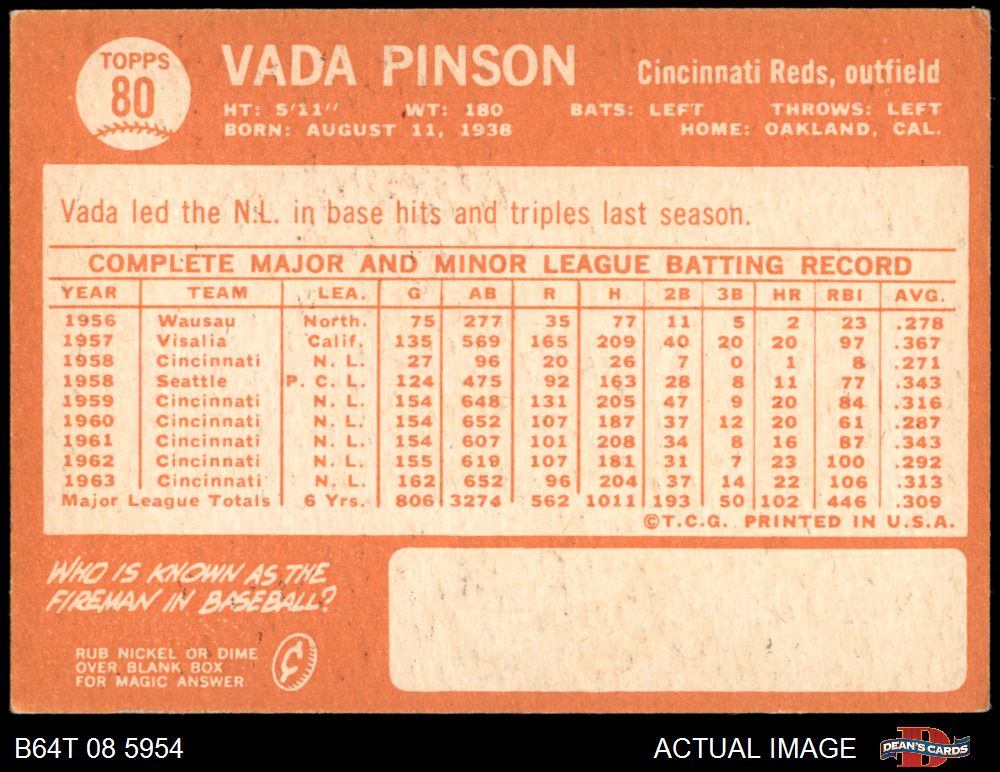 TOPPS
80
VADA PINSON
Cincinnati Reds, outfield
HT: 5'11" WT: 180 BATS: LEFT THROWS: LEFT
BORN: AUGUST 11, 1938 HOME: OAKLAND, CAL.
Vada led the N.L. in base hits and triples last season.
COMPLETE MAJOR AND MINOR LEAGUE BATTING RECORD
YEAR TEAM LEA. G AB R H 2B 3B HR RBI AVG.
1956 Wausau North. 75 277 35 77 11 5 2 23 .278
1957 Visalia Calif. 135 569 165 209 40 20 20 97 .367
1958 Cincinnati N. L. 27 96 20 26 7 0 1 8 .271
1958 Seattle P. C. L. 124 475 92 163 28 8 11 77 .343
1959 Cincinnati N. L. 154 648 131 205 47 9 20 84 .316
1960 Cincinnati N. L. 154 652 107 187 37 12 20 61 .287
1961 Cincinnati N. L. 154 607 101 208 34 8 16 87 .343
1962 Cincinnati N. L. 155 619 107 181 31 7 23 100 .292
1963 Cincinnati N. L. 162 652 96 204 37 14 22 106 .313
Major League Totals 6 Yrs. 806 3274 562 1011 193 50 102 446 .309
©T.C.G. PRINTED IN U.S.A.
WHO IS KNOWN AS THE
FIREMAN IN BASEBALL?
RUB NICKEL OR DIME
OVER BLANK BOX
FOR MAGIC ANSWER
¢
B64T 08 5954 ACTUAL IMAGE
D
DEAN'S CARDS